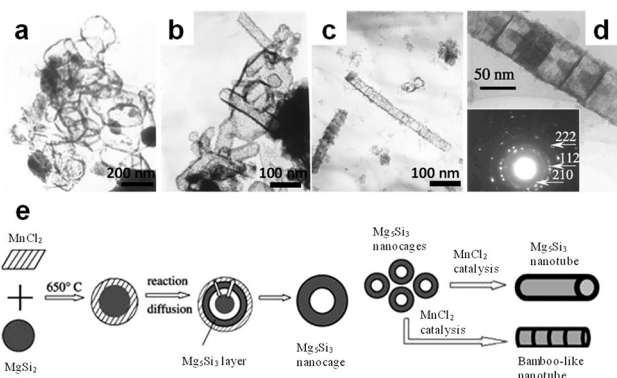 a
200 nm
b
100 nm
c
100 nm
d
50 nm
222
112
210
e
MnCl₂
650° C
MgSi₂
reaction
diffusion
Mg₅Si₃ layer
Mg₅Si₃
nanocage
Mg₅Si₃
nanocages
MnCl₂
catalysis
MnCl₂
catalysis
Mg₅Si₃
nanotube
Bamboo-like
nanotube